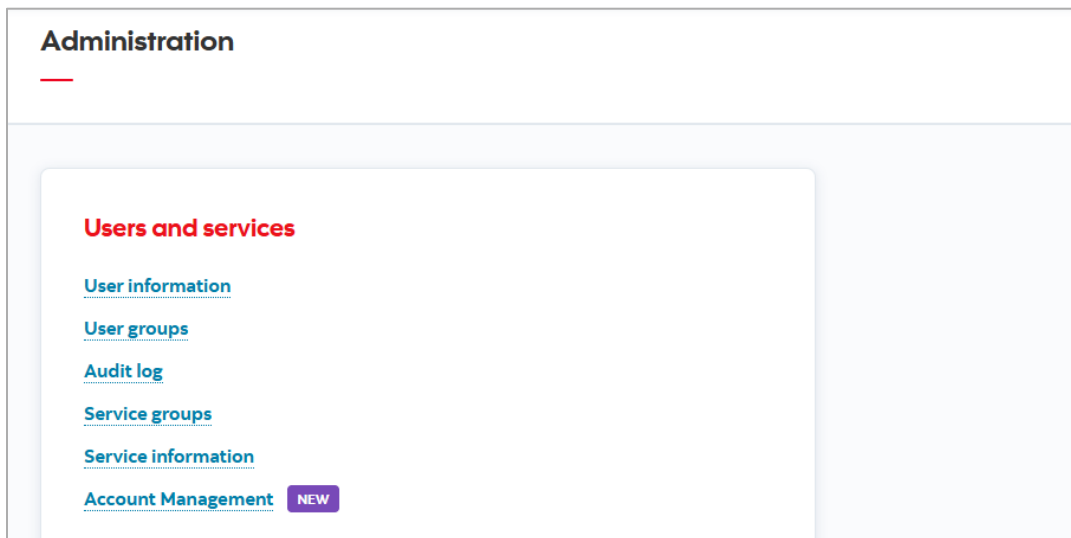 Administration
Users and services
User information
User groups
Audit log
Service groups
Service information
Account Management NEW